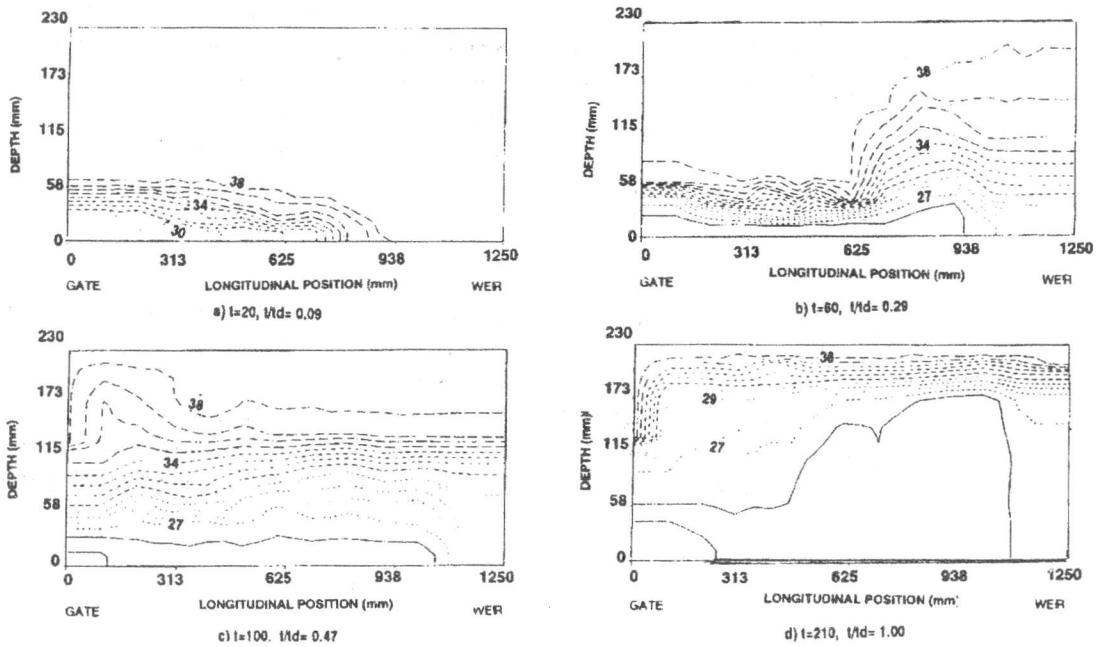 230
173
115
58
0
DEPTH (mm)
38
34
30
0 313 625 938 1250
GATE LONGITUDINAL POSITION (mm) WEIR
a) t=20, t/td= 0.09
230
173
115
58
0
DEPTH (mm)
38
34
27
0 313 625 938 1250
GATE LONGITUDINAL POSITION (mm) WEIR
b) t=60, t/td= 0.29
230
173
115
58
0
DEPTH (mm)
38
34
27
0 313 625 938 1250
GATE LONGITUDINAL POSITION (mm) WEIR
c) t=100. t/td= 0.47
230
173
115
58
0
DEPTH (mm)
38
29
27
0 313 625 938 1250
GATE LONGITUDINAL POSITION (mm) WEIR
d) t=210, t/td= 1.00